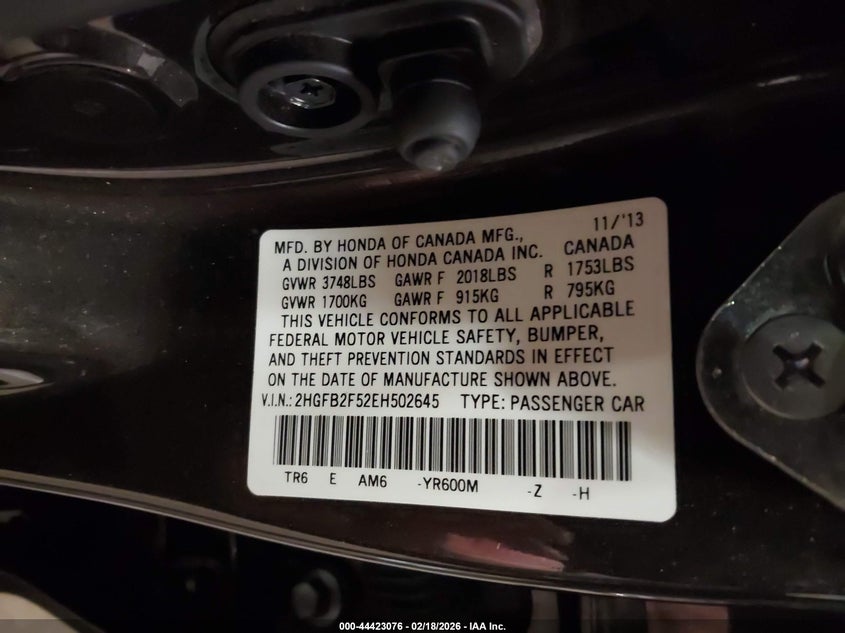 11/'13
MFD. BY HONDA OF CANADA MFG.,
A DIVISION OF HONDA CANADA INC. CANADA
GVWR 3748LBS GAWR F 2018LBS R 1753LBS
GVWR 1700KG GAWR F 915KG R 795KG
THIS VEHICLE CONFORMS TO ALL APPLICABLE
FEDERAL MOTOR VEHICLE SAFETY, BUMPER,
AND THEFT PREVENTION STANDARDS IN EFFECT
ON THE DATE OF MANUFACTURE SHOWN ABOVE.
V.I.N.: 2HGFB2F52EH502645 TYPE: PASSENGER CAR
TR6 E AM6 -YR600M -Z -H
000-44423076 - 02/18/2026 - IAA Inc.